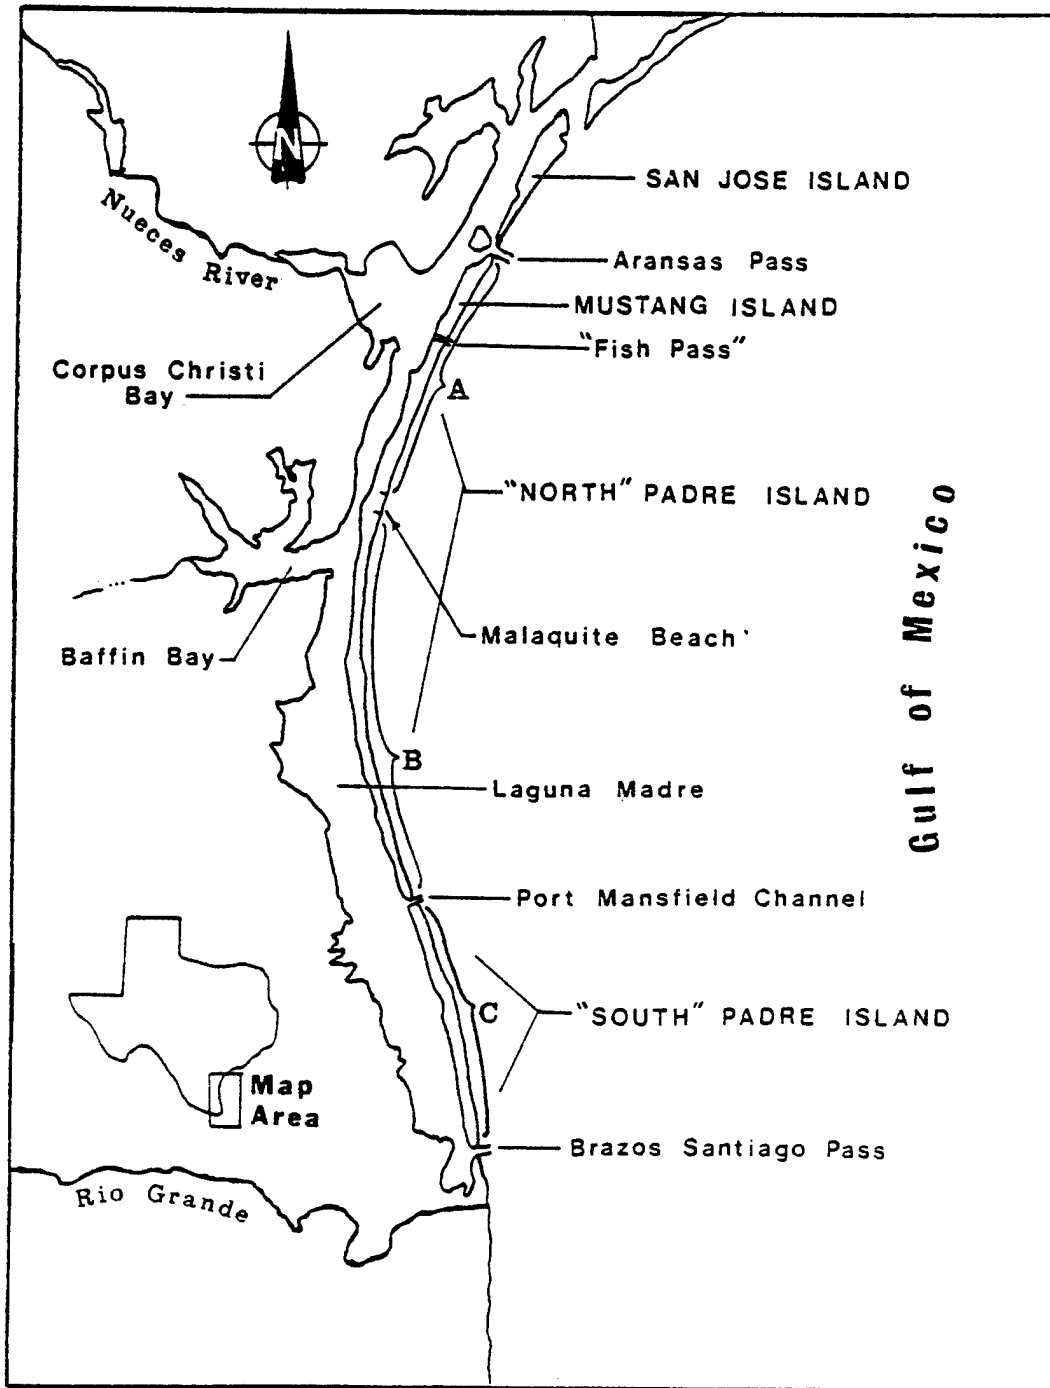 N
SAN JOSE ISLAND
Nueces River
Aransas Pass
MUSTANG ISLAND
"Fish Pass"
Corpus Christi
Bay
A
"NORTH" PADRE ISLAND
Gulf of Mexico
Malaquite Beach
Baffin Bay
B
Laguna Madre
Port Mansfield Channel
C
"SOUTH" PADRE ISLAND
Map
Area
Brazos Santiago Pass
Rio Grande